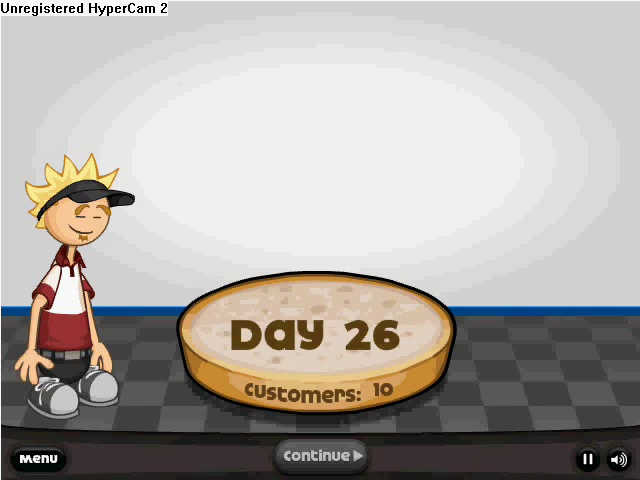 Unregistered HyperCam 2
Day 26
Customers: 10
Menu
Continue